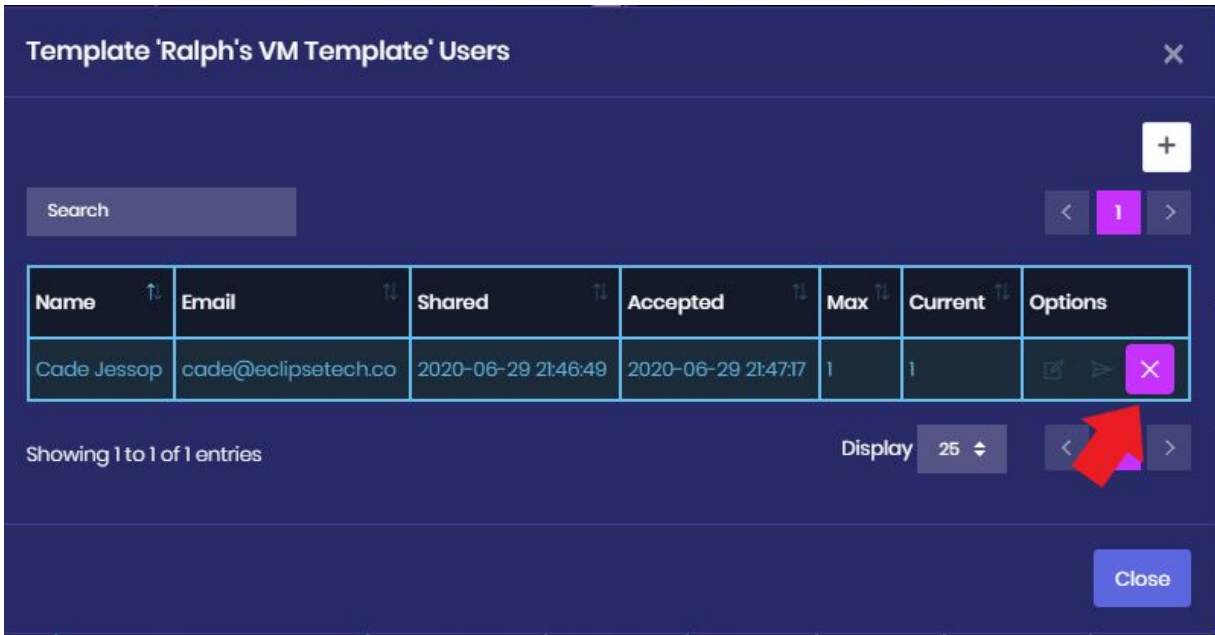 Template 'Ralph's VM Template' Users
Search
1
Name Email Shared Accepted Max Current Options
Cade Jessop cade@eclipsetech.co 2020-06-29 21:46:49 2020-06-29 21:47:17 1 1
Showing 1 to 1 of 1 entries
Display 25
Close